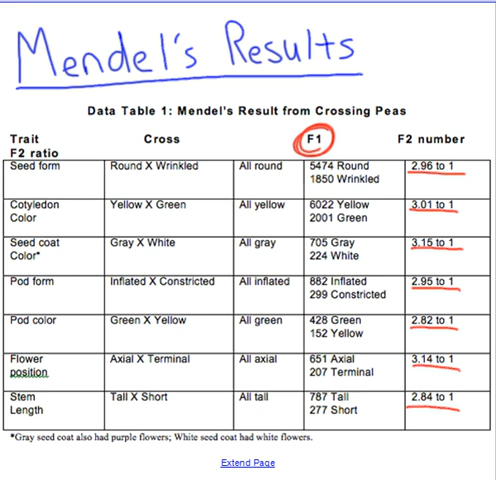 Mendel's Results
Data Table 1: Mendel's Result from Crossing Peas
Trait Cross F1 F2 number
F2 ratio
Seed form Round X Wrinkled All round 5474 Round 2.96 to 1
1850 Wrinkled
Cotyledon Yellow X Green All yellow 6022 Yellow 3.01 to 1
Color 2001 Green
Seed coat Gray X White All gray 705 Gray 3.15 to 1
Color* 224 White
Pod form Inflated X Constricted All inflated 882 Inflated 2.95 to 1
299 Constricted
Pod color Green X Yellow All green 428 Green 2.82 to 1
152 Yellow
Flower Axial X Terminal All axial 651 Axial 3.14 to 1
position 207 Terminal
Stem Tall X Short All tall 787 Tall 2.84 to 1
Length 277 Short
*Gray seed coat also had purple flowers; White seed coat had white flowers.
Extend Page